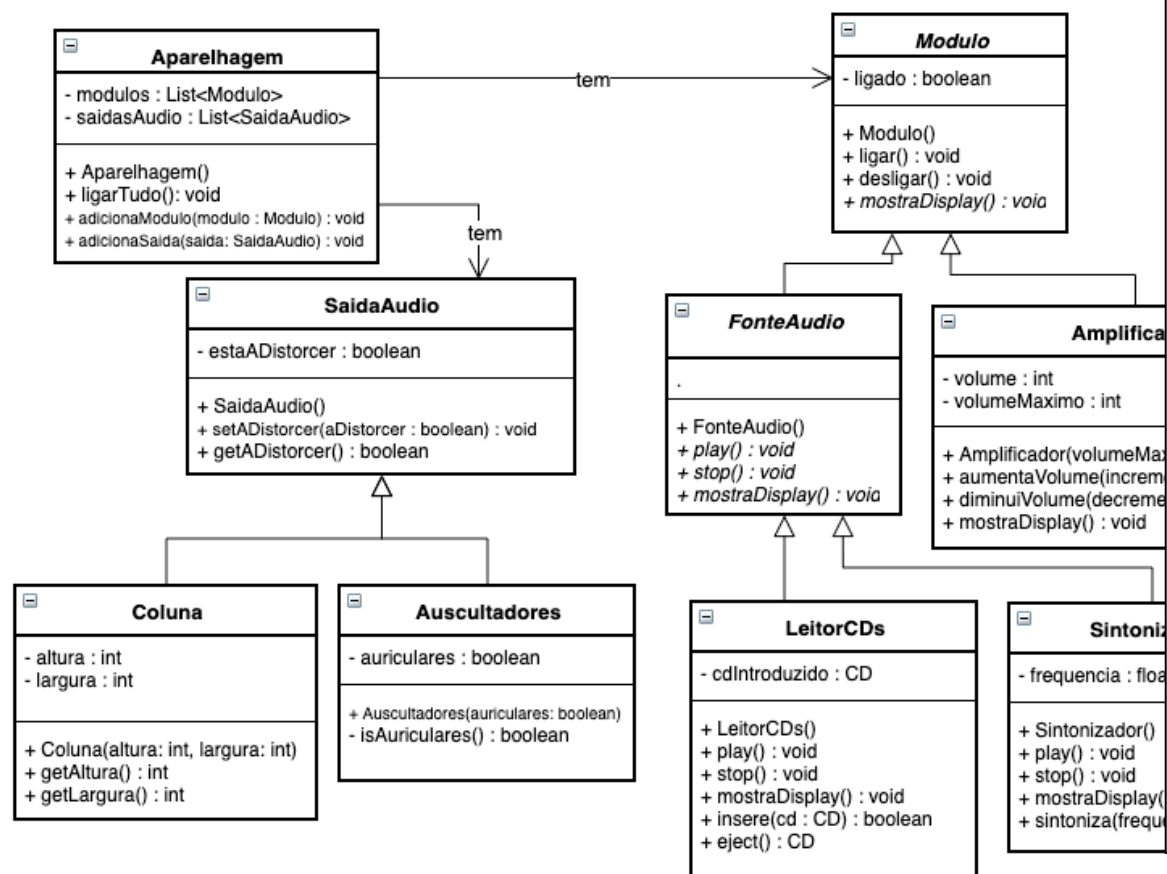 Aparelhagem
- modulos : List<Modulo>
- saidasAudio : List<SaidaAudio>
+ Aparelhagem()
+ ligarTudo(): void
+ adicionaModulo(modulo : Modulo) : void
+ adicionaSaida(saida: SaidaAudio) : void
tem
Modulo
- ligado : boolean
+ Modulo()
+ ligar() : void
+ desligar() : void
+ mostraDisplay() : void
tem
SaidaAudio
- estaADistorcer : boolean
+ SaidaAudio()
+ setADistorcer(aDistorcer : boolean) : void
+ getADistorcer() : boolean
FonteAudio
.
+ FonteAudio()
+ play() : void
+ stop() : void
+ mostraDisplay() : void
Amplifica
- volume : int
- volumeMaximo : int
+ Amplificador(volumeMax
+ aumentaVolume(increme
+ diminuiVolume(decreme
+ mostraDisplay() : void
Coluna
- altura : int
- largura : int
+ Coluna(altura: int, largura: int)
+ getAltura() : int
+ getLargura() : int
Auscultadores
- auriculares : boolean
+ Auscultadores(auriculares: boolean)
- isAuriculares() : boolean
LeitorCDs
- cdIntroduzido : CD
+ LeitorCDs()
+ play() : void
+ stop() : void
+ mostraDisplay() : void
+ insere(cd : CD) : boolean
+ eject() : CD
Sintoniz
- frequencia : floa
+ Sintonizador()
+ play() : void
+ stop() : void
+ mostraDisplay(
+ sintoniza(freque